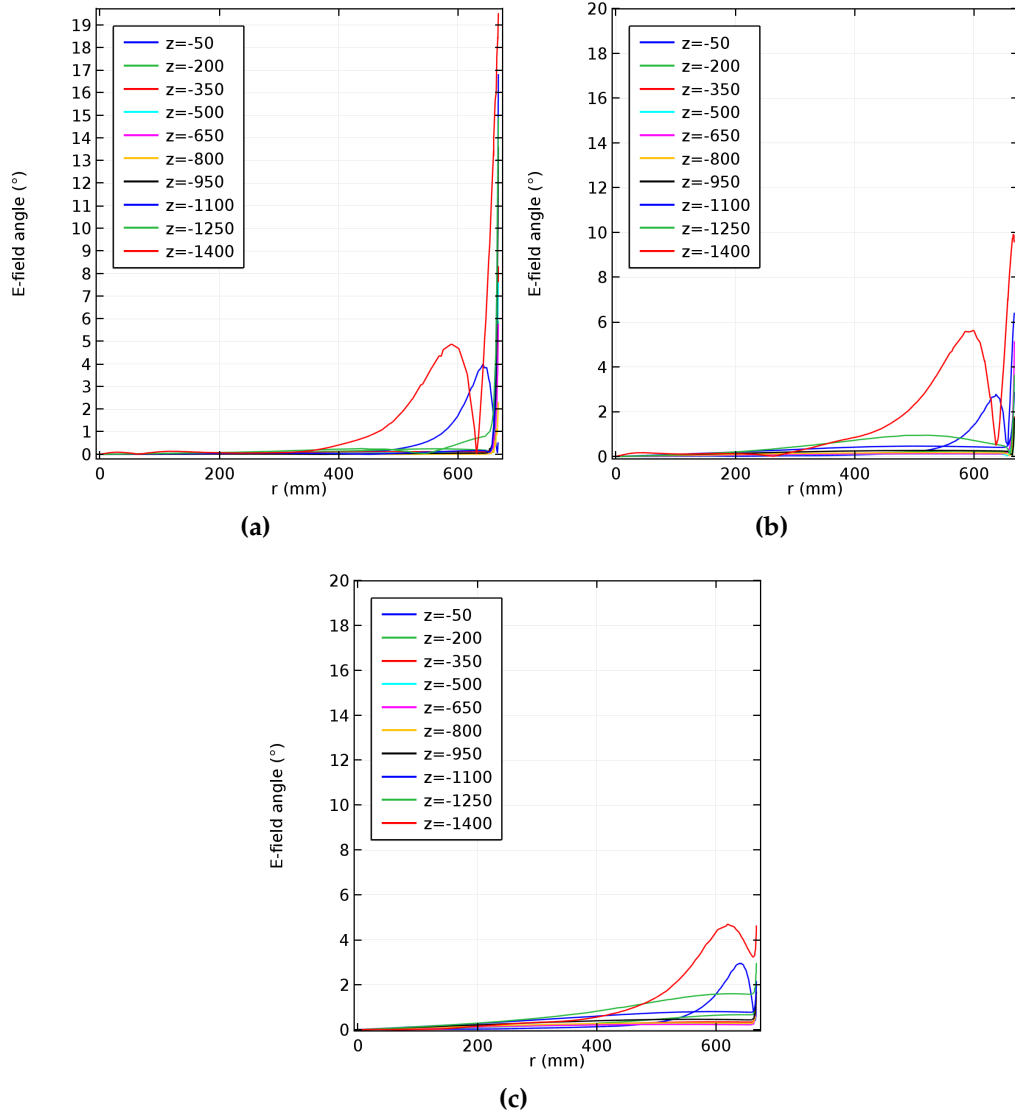 19
18
17
16
15
14
13
12
11
10
9
8
7
6
5
4
3
2
1
0
E-field angle (°)
z=-50
z=-200
z=-350
z=-500
z=-650
z=-800
z=-950
z=-1100
z=-1250
z=-1400
0 200 400 600
r (mm)
(a)
20
18
16
14
12
10
8
6
4
2
0
E-field angle (°)
z=-50
z=-200
z=-350
z=-500
z=-650
z=-800
z=-950
z=-1100
z=-1250
z=-1400
0 200 400 600
r (mm)
(b)
20
18
16
14
12
10
8
6
4
2
0
E-field angle (°)
z=-50
z=-200
z=-350
z=-500
z=-650
z=-800
z=-950
z=-1100
z=-1250
z=-1400
0 200 400 600
r (mm)
(c)